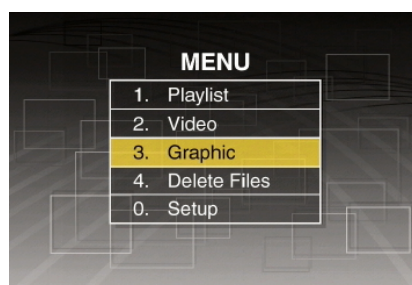 MENU
1. Playlist
2. Video
3. Graphic
4. Delete Files
0. Setup